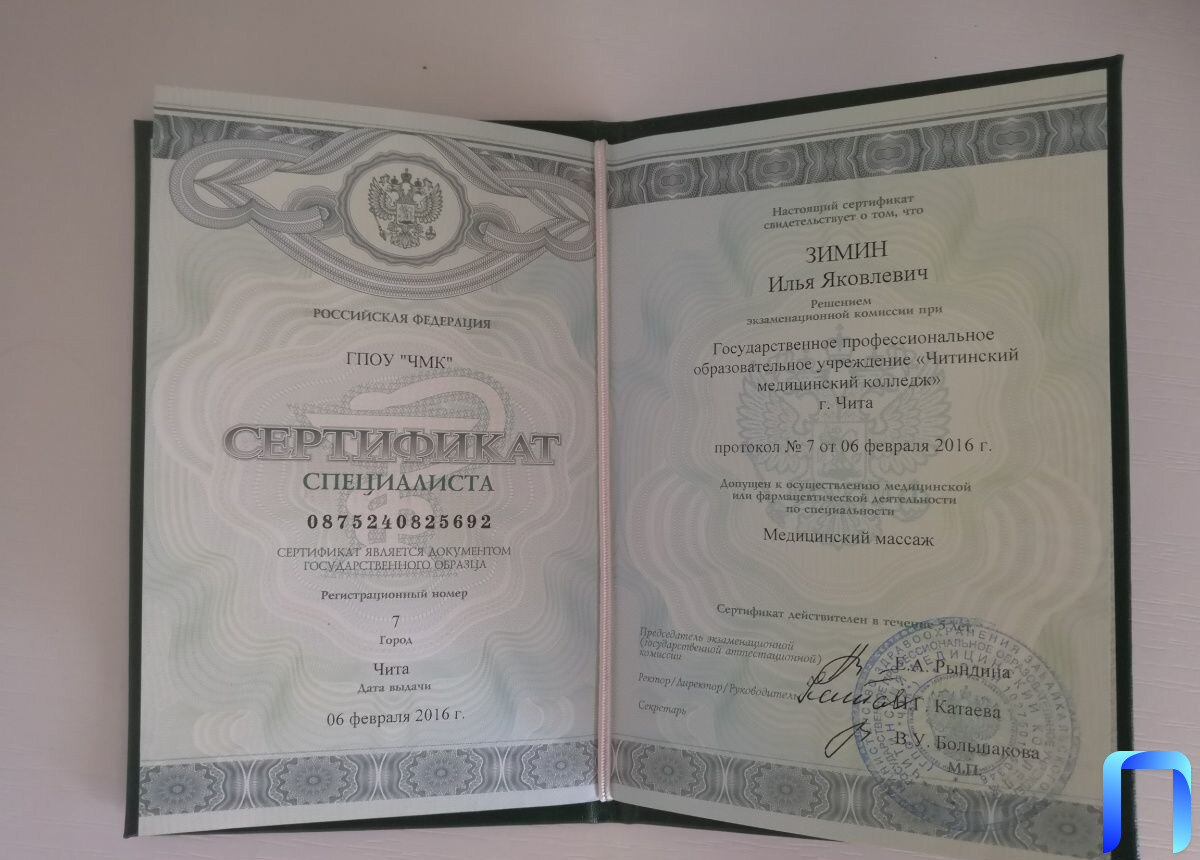 РОССИЙСКАЯ ФЕДЕРАЦИЯ
ГПОУ "ЧМК"
СЕРТИФИКАТ
СПЕЦИАЛИСТА
0875240825692
СЕРТИФИКАТ ЯВЛЯЕТСЯ ДОКУМЕНТОМ
ГОСУДАРСТВЕННОГО ОБРАЗЦА
Регистрационный номер
7
Город
Чита
Дата выдачи
06 февраля 2016 г.
Настоящий сертификат
свидетельствует о том, что
ЗИМИН
Илья Яковлевич
Решением
экзаменационной комиссии при
Государственное профессиональное
образовательное учреждение «Читинский
медицинский колледж»
г. Чита
протокол № 7 от 06 февраля 2016 г.
Допущен к осуществлению медицинской
или фармацевтической деятельности
по специальности
Медицинский массаж
Сертификат действителен в течение 5 лет.
Председатель экзаменационной
(государственной аттестационной)
комиссии
Е.А. Рындина
Ректор/Директор/Руководитель
Н.Г. Катаева
Секретарь
В.У. Большакова
М.П.